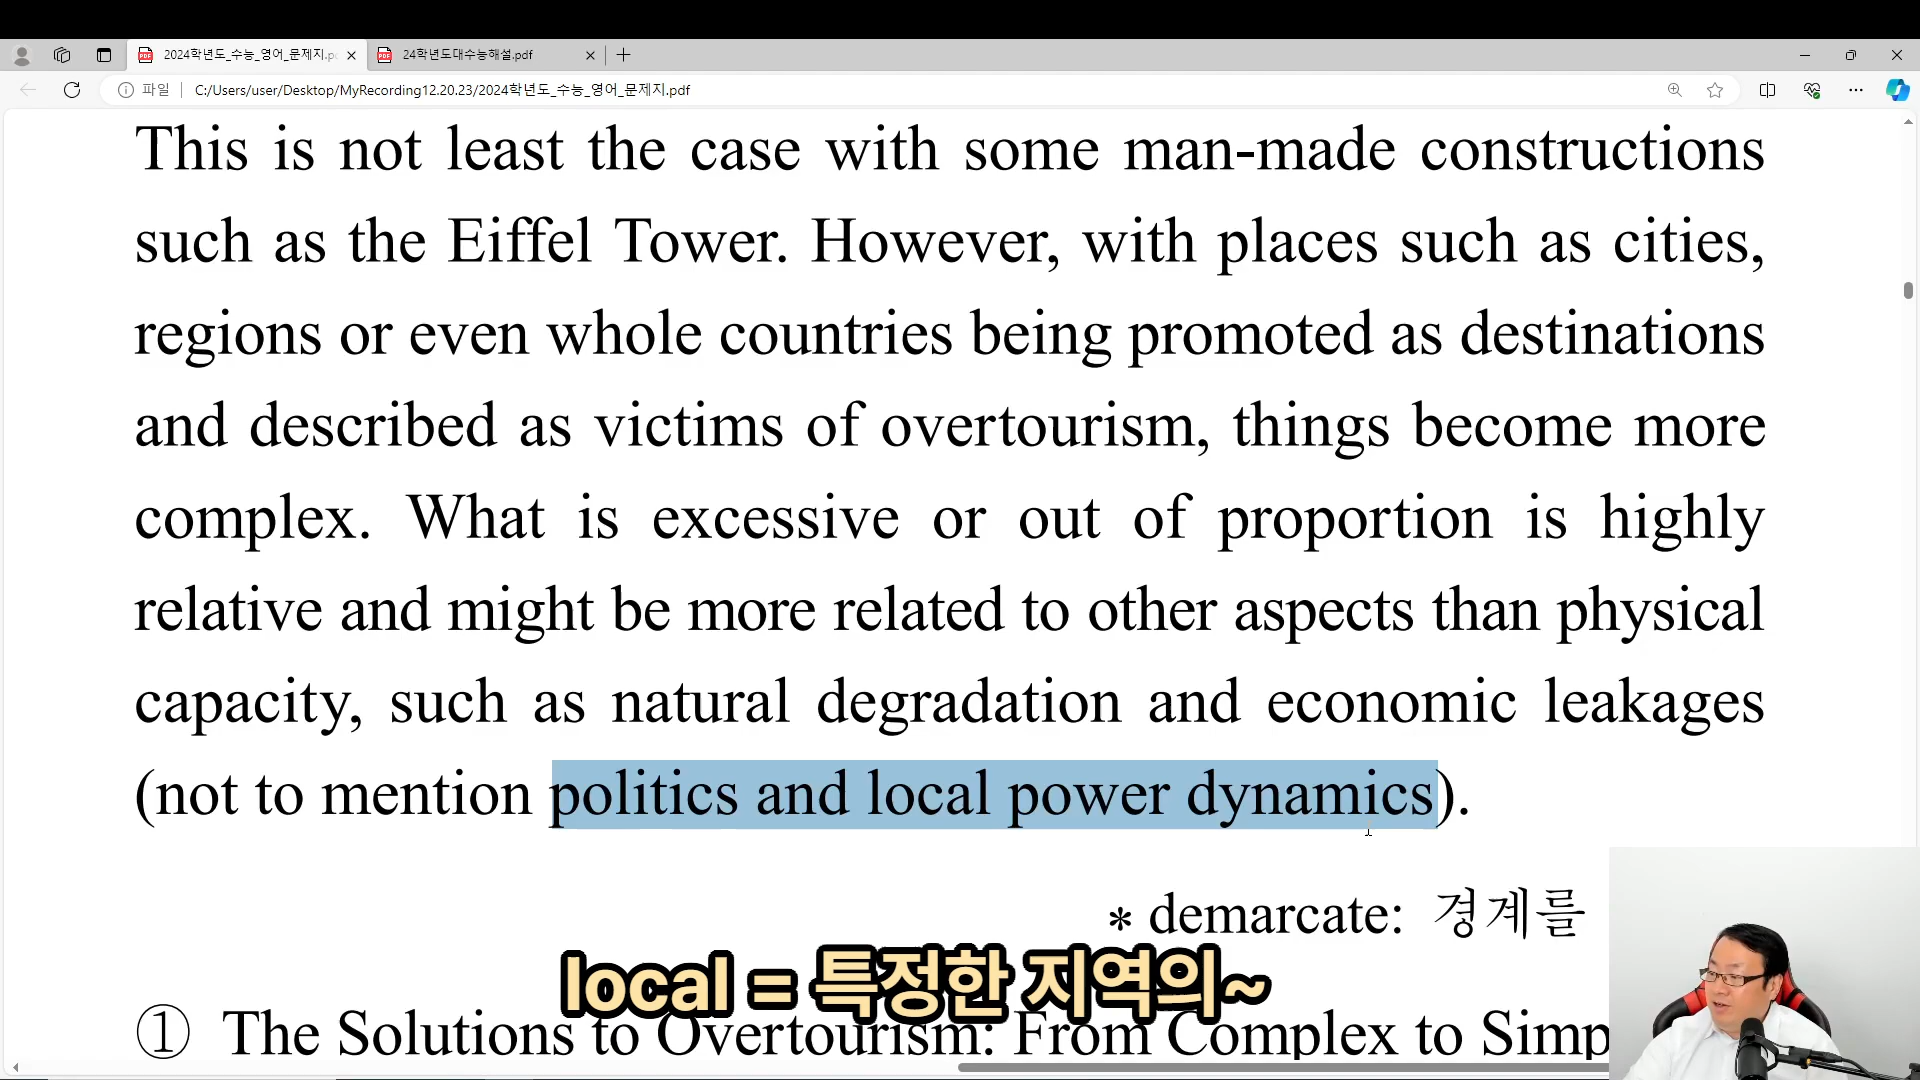 2024학년도_수능_영어_문제지.p
24학년도대수능해설.pdf
파일
C:/Users/user/Desktop/MyRecording12.20.23/2024학년도_수능_영어_문제지.pdf
This is not least the case with some man-made constructions
such as the Eiffel Tower. However, with places such as cities,
regions or even whole countries being promoted as destinations
and described as victims of overtourism, things become more
complex. What is excessive or out of proportion is highly
relative and might be more related to other aspects than physical
capacity, such as natural degradation and economic leakages
(not to mention politics and local power dynamics).
* demarcate: 경계를
local = 특정한 지역의~
① The Solutions to Overtourism: From Complex to Simp